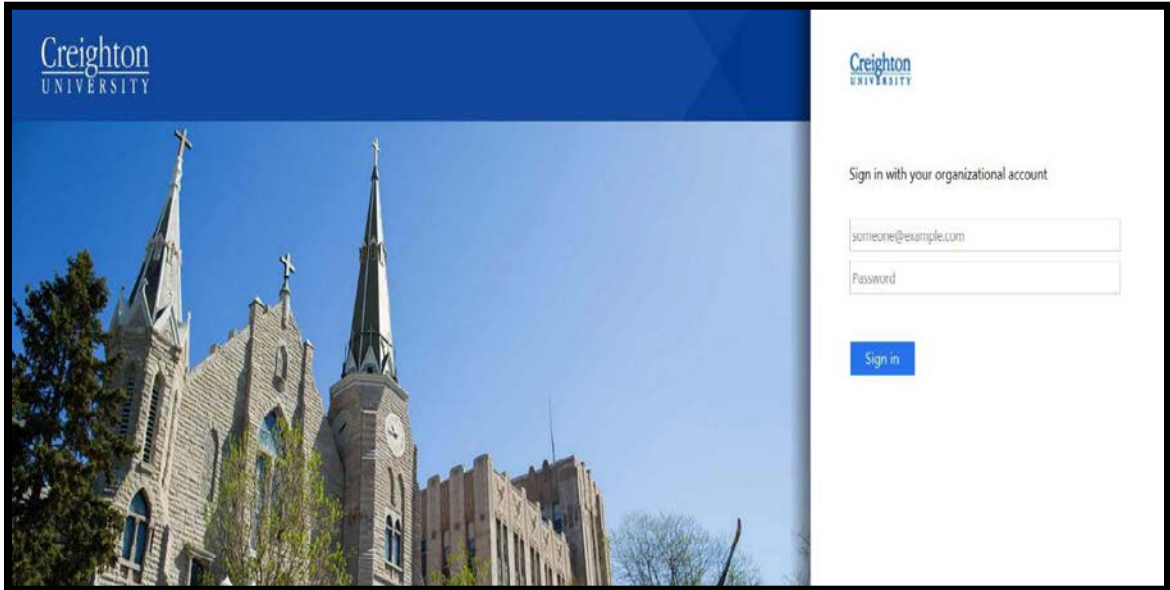 Creighton
UNIVERSITY
Creighton
UNIVERSITY
Sign in with your organizational account
someone@example.com
Password
Sign in